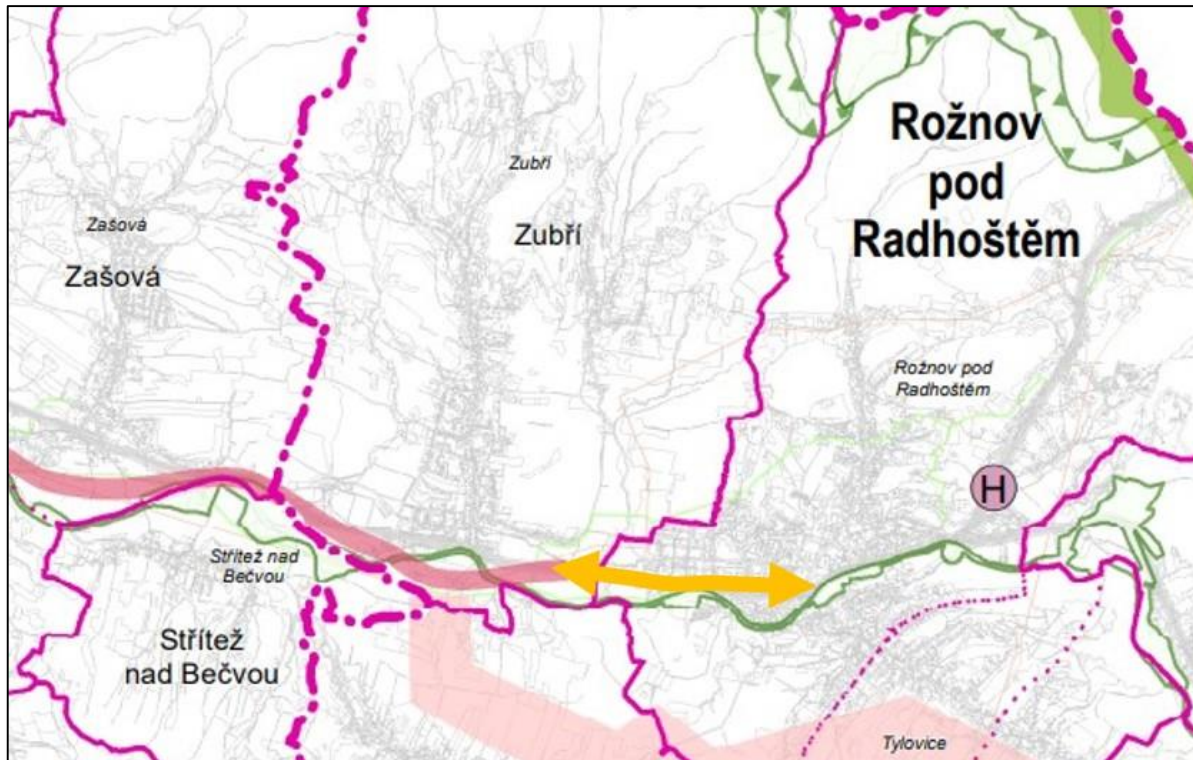 Rožnov
pod
Radhoštěm
Zubří
Zubří
Zašová
Zašová
Rožnov pod
Radhoštěm
H
Střítež nad
Bečvou
Střítež
nad Bečvou
Tylovice